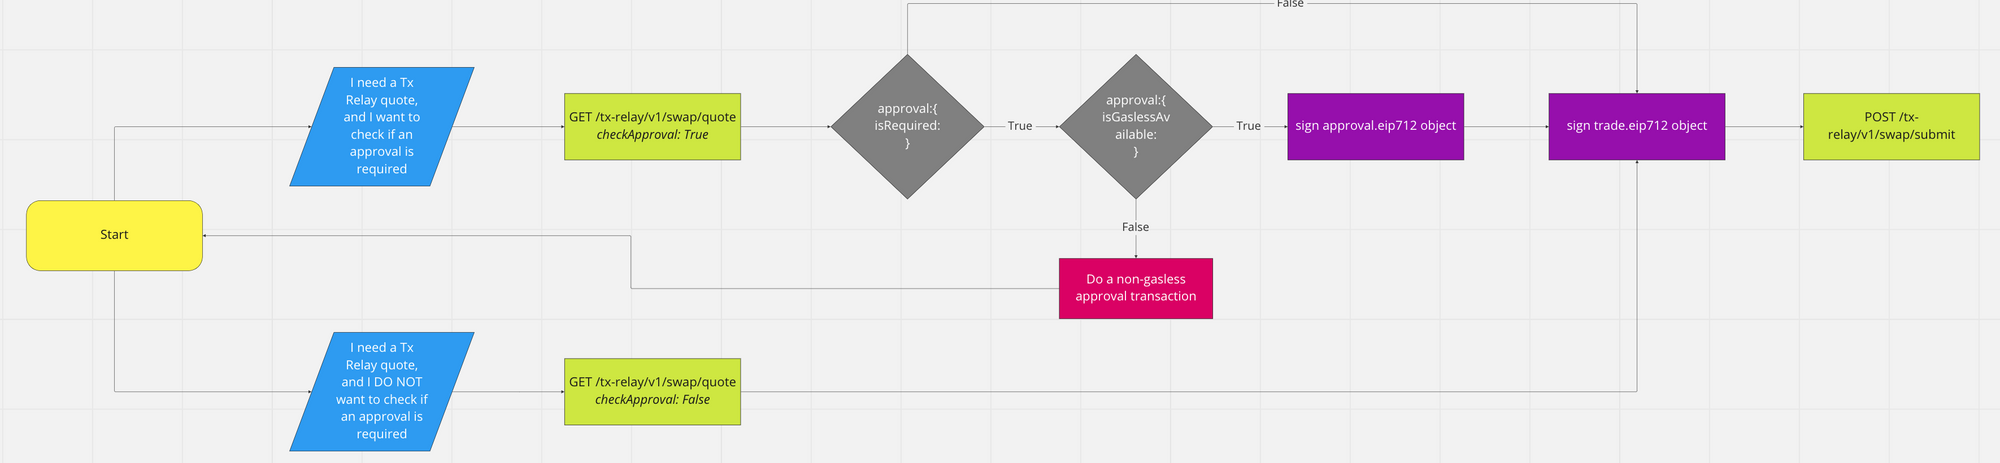 False
I need a Tx
Relay quote,
and I want to
check if an
approval is
required
GET /tx-relay/v1/swap/quote
checkApproval: True
approval:{
isRequired:
}
True
approval:{
isGaslessAv
ailable:
}
True
sign approval.eip712 object
sign trade.eip712 object
POST /tx-
relay/v1/swap/submit
Start
False
Do a non-gasless
approval transaction
I need a Tx
Relay quote,
and I DO NOT
want to check if
an approval is
required
GET /tx-relay/v1/swap/quote
checkApproval: False